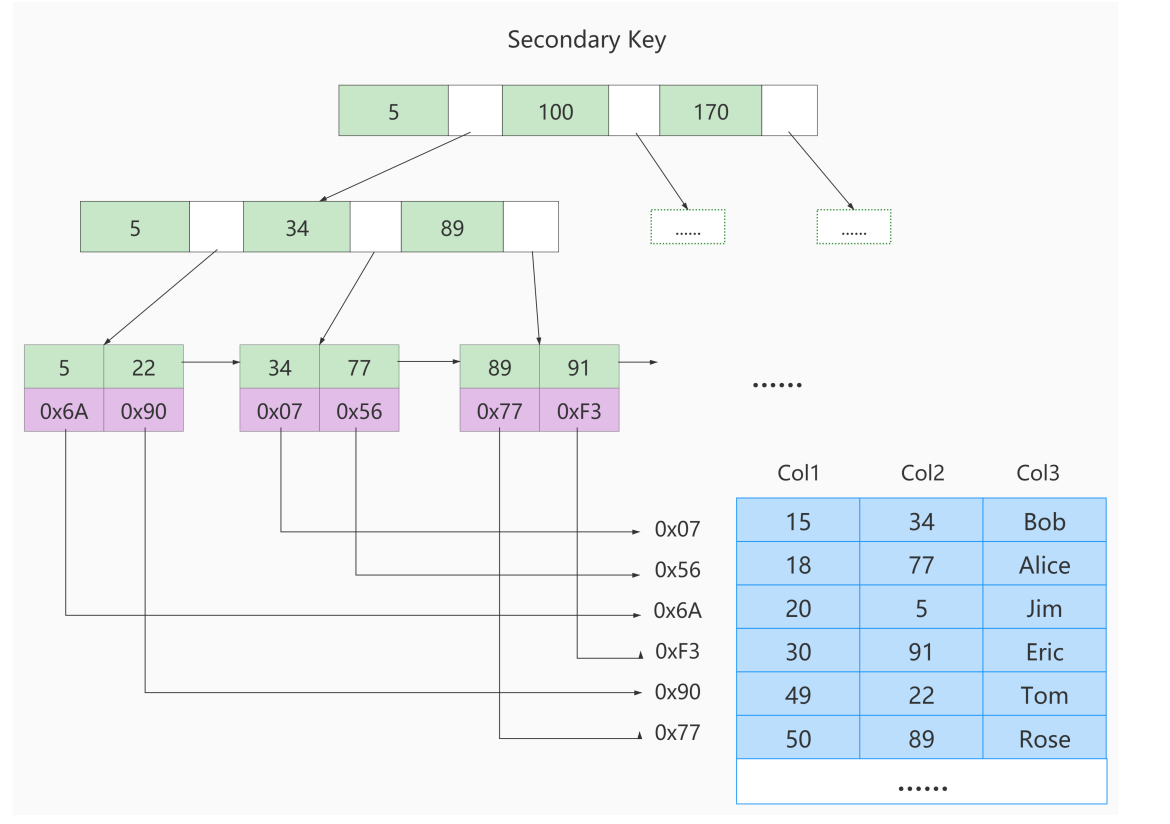 Secondary Key
5 100 170
5 34 89
...... ......
5 22 34 77 89 91
0x6A 0x90 0x07 0x56 0x77 0xF3
......
Col1 Col2 Col3
0x07 15 34 Bob
0x56 18 77 Alice
0x6A 20 5 Jim
0xF3 30 91 Eric
0x90 49 22 Tom
0x77 50 89 Rose
......